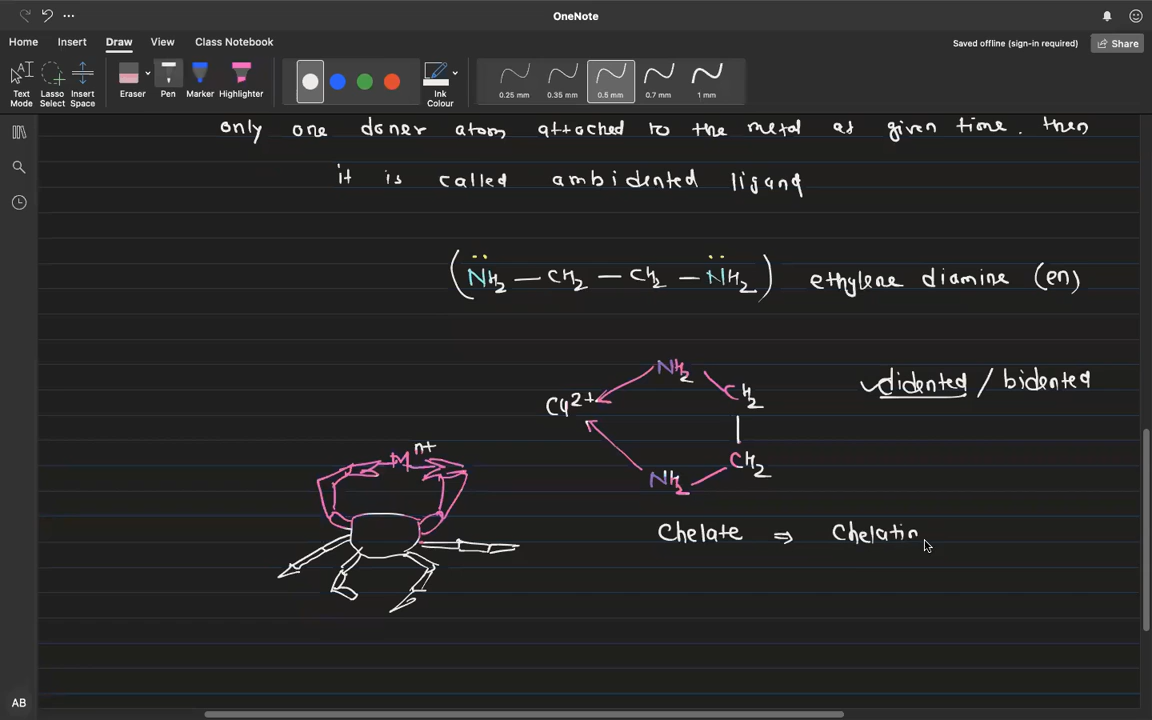 OneNote
Home Insert Draw View Class Notebook
Saved offline (sign-in required) Share
Text Mode
Lasso Select
Insert Space
Eraser
Pen
Marker
Highlighter
Ink Colour
0.25 mm 0.35 mm 0.5 mm 0.7 mm 1 mm
only one doner atom attached to the metal at given time. then
it is called ambidented ligand
(NH2 — CH2 — CH2 — NH2) ethylene diamine (en)
NH2
didented / bidented
CH2
Cu2+
Mn+
CH2
NH2
Chelate ⇒ Chelatin
AB